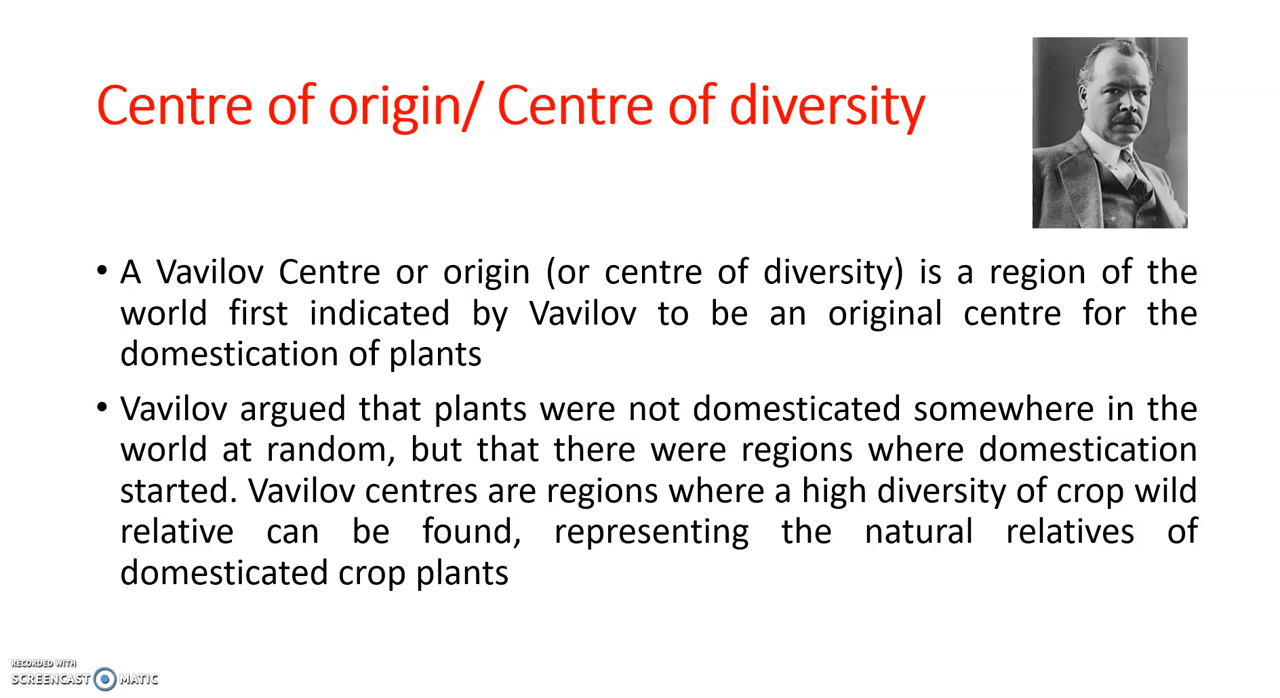 Centre of origin/ Centre of diversity
• A Vavilov Centre or origin (or centre of diversity) is a region of the
world first indicated by Vavilov to be an original centre for the
domestication of plants
• Vavilov argued that plants were not domesticated somewhere in the
world at random, but that there were regions where domestication
started. Vavilov centres are regions where a high diversity of crop wild
relative can be found, representing the natural relatives of
domesticated crop plants
RECORDED WITH
SCREENCAST MATIC